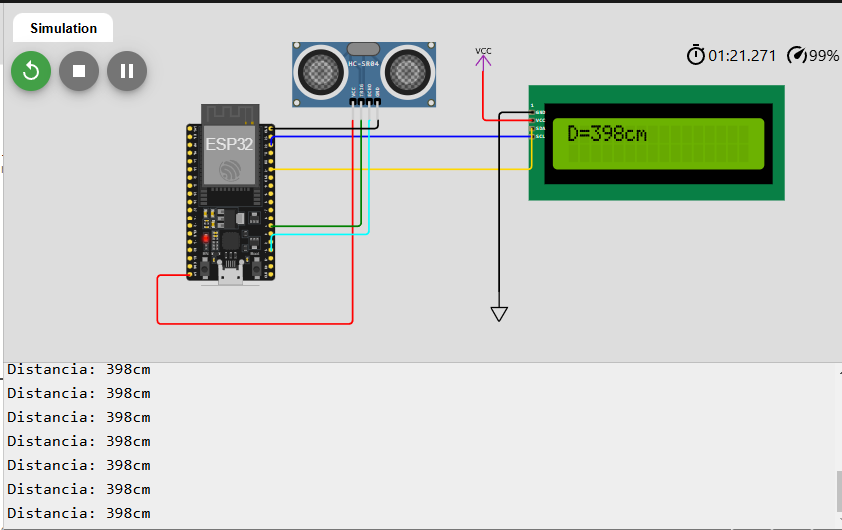 Simulation
01:21.271
99%
VCC
HC-SR04
VCC
TRIG
ECHO
GND
1
GND
VCC
SDA
SCL
D=398cm
ESP32
Distancia: 398cm
Distancia: 398cm
Distancia: 398cm
Distancia: 398cm
Distancia: 398cm
Distancia: 398cm
Distancia: 398cm